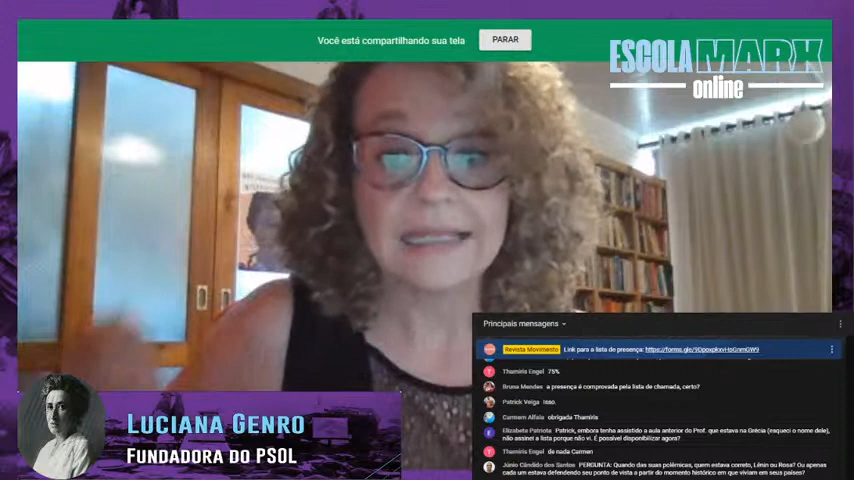 Você está compartilhando sua tela
PARAR
ESCOLA MARX
online
Principais mensagens
Revista Movimento Link para a lista de presença:
Thamiris Engel 75%
Bruna Mendes a presença é comprovada pela lista de chamada, certo?
Patrick Veiga isso.
Carmem Alfaia obrigada Thamiris
Elizabete Patriota Patrick, embora tenha assistido a aula anterior do Prof. que estava na Grécia (esqueci o nome dele),
não assinei a lista porque não vi. É possível disponibilizar agora?
Thamiris Engel de nada Carmen
Júnio Cândido dos Santos PERGUNTA: Quando das suas polêmicas, quem estava correto, Lênin ou Rosa? Ou apenas
cada um estava defendendo seu ponto de vista a partir do momento histórico em que viviam em seus países?
LUCIANA GENRO
FUNDADORA DO PSOL